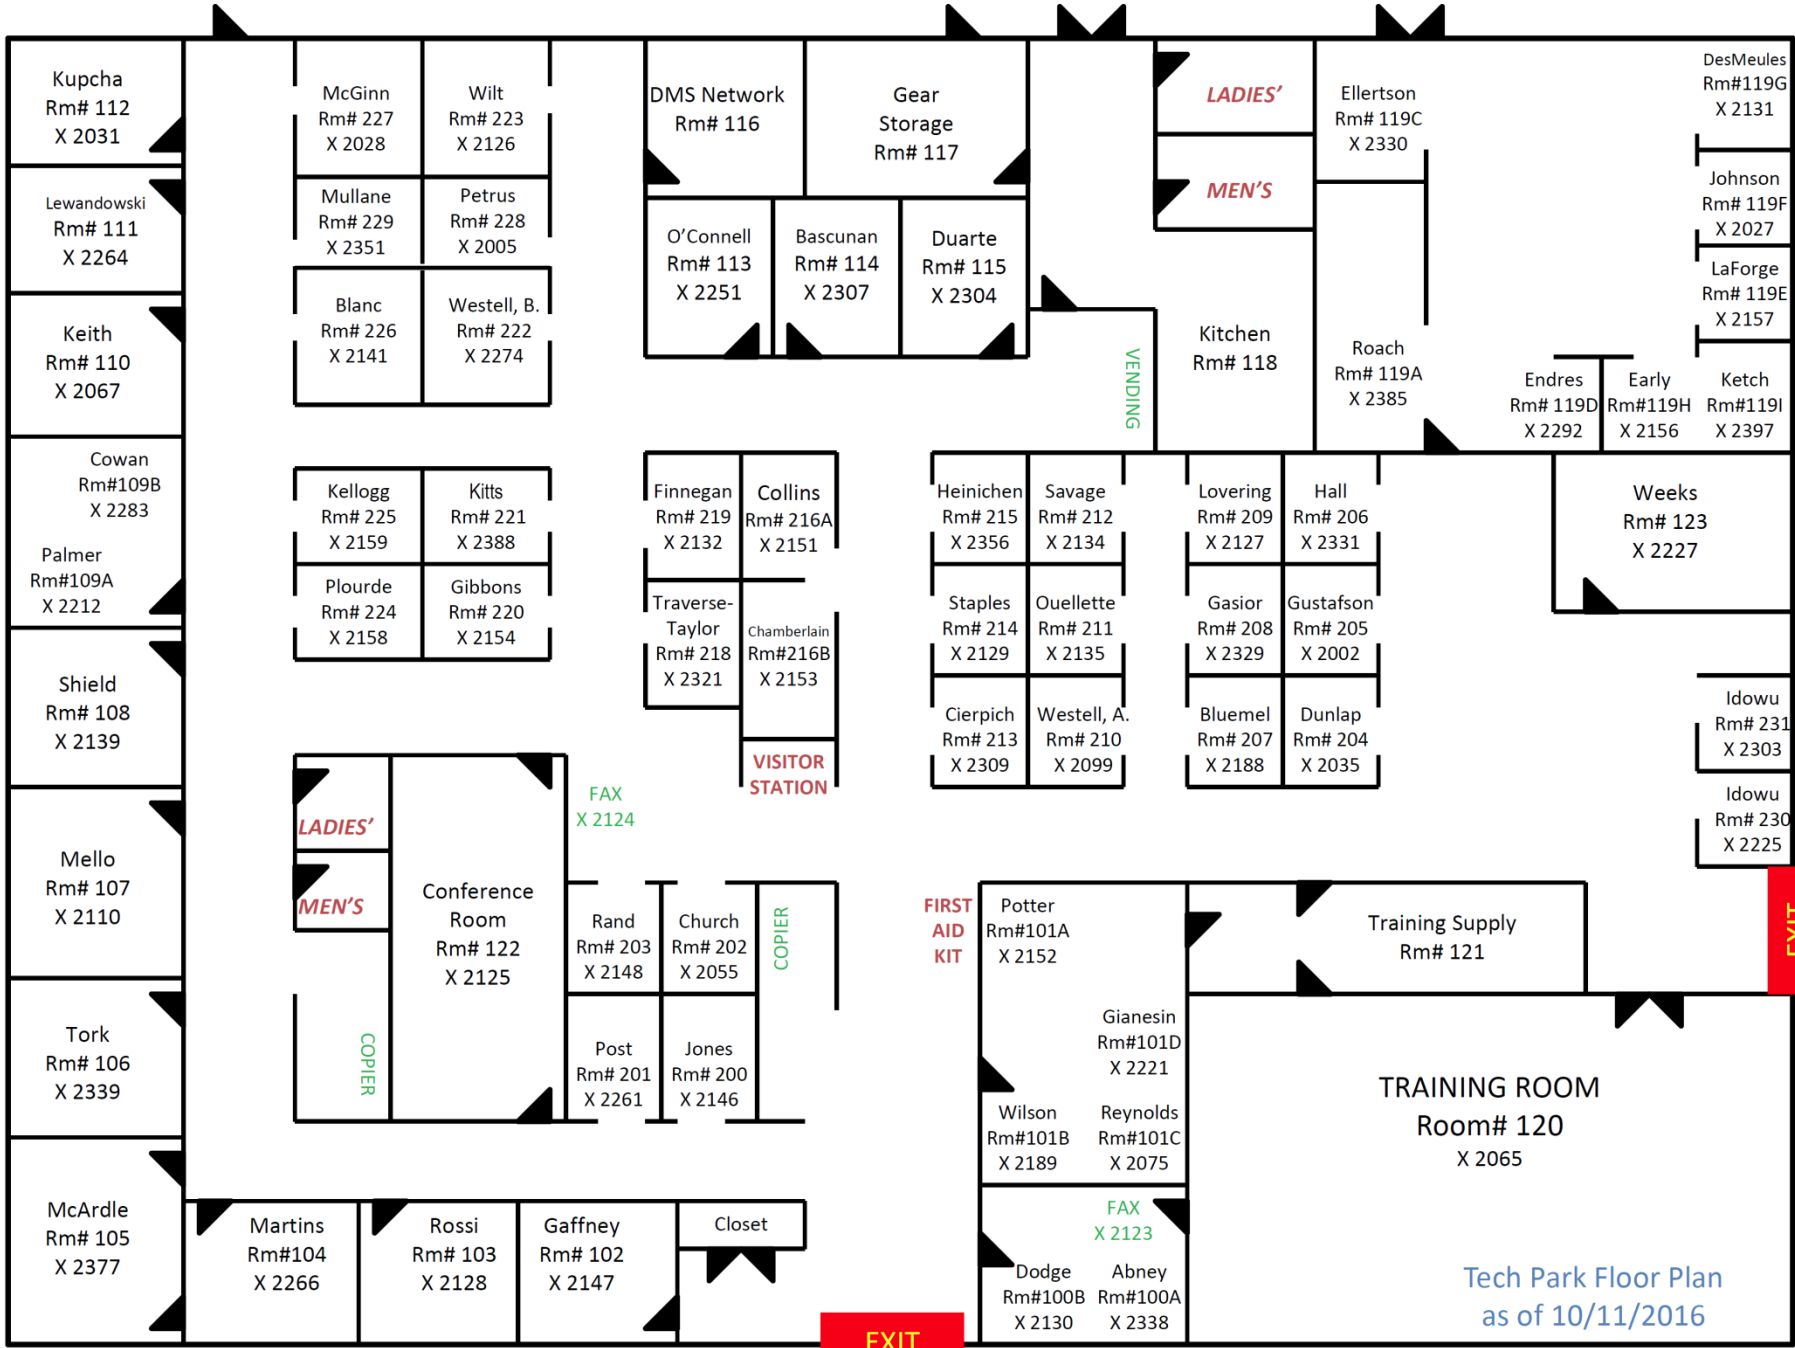 Kupcha
Rm# 112
X 2031
Lewandowski
Rm# 111
X 2264
Keith
Rm# 110
X 2067
Cowan
Rm#109B
X 2283
Palmer
Rm#109A
X 2212
Shield
Rm# 108
X 2139
Mello
Rm# 107
X 2110
Tork
Rm# 106
X 2339
McArdle
Rm# 105
X 2377
McGinn
Rm# 227
X 2028
Wilt
Rm# 223
X 2126
Mullane
Rm# 229
X 2351
Petrus
Rm# 228
X 2005
Blanc
Rm# 226
X 2141
Westell, B.
Rm# 222
X 2274
Kellogg
Rm# 225
X 2159
Kitts
Rm# 221
X 2388
Plourde
Rm# 224
X 2158
Gibbons
Rm# 220
X 2154
LADIES’
MEN’S
COPIER
Conference
Room
Rm# 122
X 2125
FAX
X 2124
Rand
Rm# 203
X 2148
Church
Rm# 202
X 2055
COPIER
Post
Rm# 201
X 2261
Jones
Rm# 200
X 2146
Martins
Rm#104
X 2266
Rossi
Rm# 103
X 2128
Gaffney
Rm# 102
X 2147
Closet
EXIT
DMS Network
Rm# 116
Gear
Storage
Rm# 117
O’Connell
Rm# 113
X 2251
Bascunan
Rm# 114
X 2307
Duarte
Rm# 115
X 2304
VENDING
Finnegan
Rm# 219
X 2132
Collins
Rm# 216A
X 2151
Traverse-
Taylor
Rm# 218
X 2321
Chamberlain
Rm#216B
X 2153
VISITOR
STATION
LADIES’
MEN’S
Kitchen
Rm# 118
Ellertson
Rm# 119C
X 2330
Roach
Rm# 119A
X 2385
DesMeules
Rm#119G
X 2131
Johnson
Rm# 119F
X 2027
LaForge
Rm# 119E
X 2157
Endres
Rm# 119D
X 2292
Early
Rm#119H
X 2156
Ketch
Rm#119I
X 2397
Heinichen
Rm# 215
X 2356
Savage
Rm# 212
X 2134
Staples
Rm# 214
X 2129
Ouellette
Rm# 211
X 2135
Cierpich
Rm# 213
X 2309
Westell, A.
Rm# 210
X 2099
Lovering
Rm# 209
X 2127
Hall
Rm# 206
X 2331
Gasior
Rm# 208
X 2329
Gustafson
Rm# 205
X 2002
Bluemel
Rm# 207
X 2188
Dunlap
Rm# 204
X 2035
Weeks
Rm# 123
X 2227
Idowu
Rm# 231
X 2303
Idowu
Rm# 230
X 2225
EXIT
FIRST
AID
KIT
Potter
Rm#101A
X 2152
Gianesin
Rm#101D
X 2221
Wilson
Rm#101B
X 2189
Reynolds
Rm#101C
X 2075
FAX
X 2123
Dodge
Rm#100B
X 2130
Abney
Rm#100A
X 2338
Training Supply
Rm# 121
TRAINING ROOM
Room# 120
X 2065
Tech Park Floor Plan
as of 10/11/2016